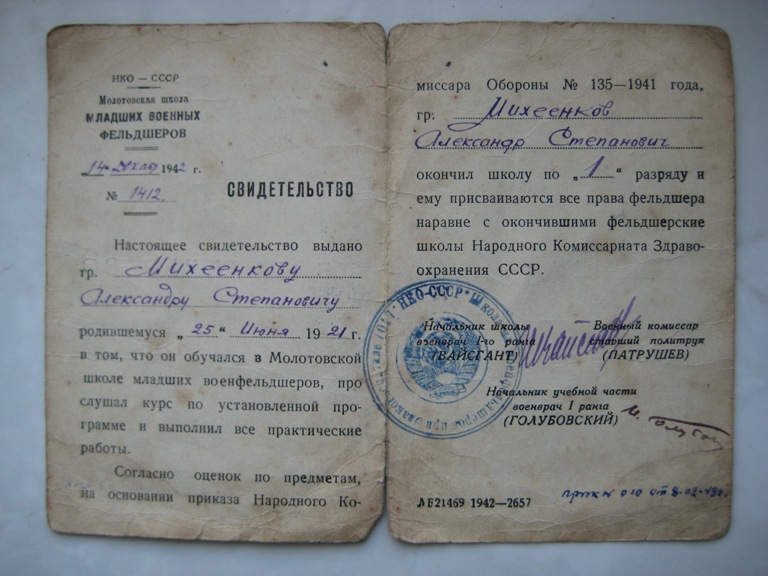 НКО — СССР
Молотовская школа
МЛАДШИХ ВОЕННЫХ
ФЕЛЬДШЕРОВ
14 1942 г.
№ 1412
СВИДЕТЕЛЬСТВО
Настоящее свидетельство выдано
гр. Михеенкову
Александру Степановичу
родившемуся „25“ Июня 1921 г.
в том, что он обучался в Молотовской
школе младших военфельдшеров, про
слушал курс по установленной про-
грамме и выполнил все практические
работы.
Согласно оценок по предметам,
на основании приказа Народного Ко-
миссара Обороны № 135—1941 года,
гр. Михеенков
Александр Степанович
окончил школу по „1“ разряду и
ему присваиваются все права фельдшера
наравне с окончившими фельдшерские
школы Народного Комиссариата Здраво-
охранения СССР.
НКО-СССР
Начальник школы
военврач I-го ранга
(ВАЙСГАНТ)
Военный комиссар
старший политрук
(ПАТРУШЕВ)
Начальник учебной части
военврач I ранга
(ГОЛУБОВСКИЙ)
ЛБ21469 1942—2657